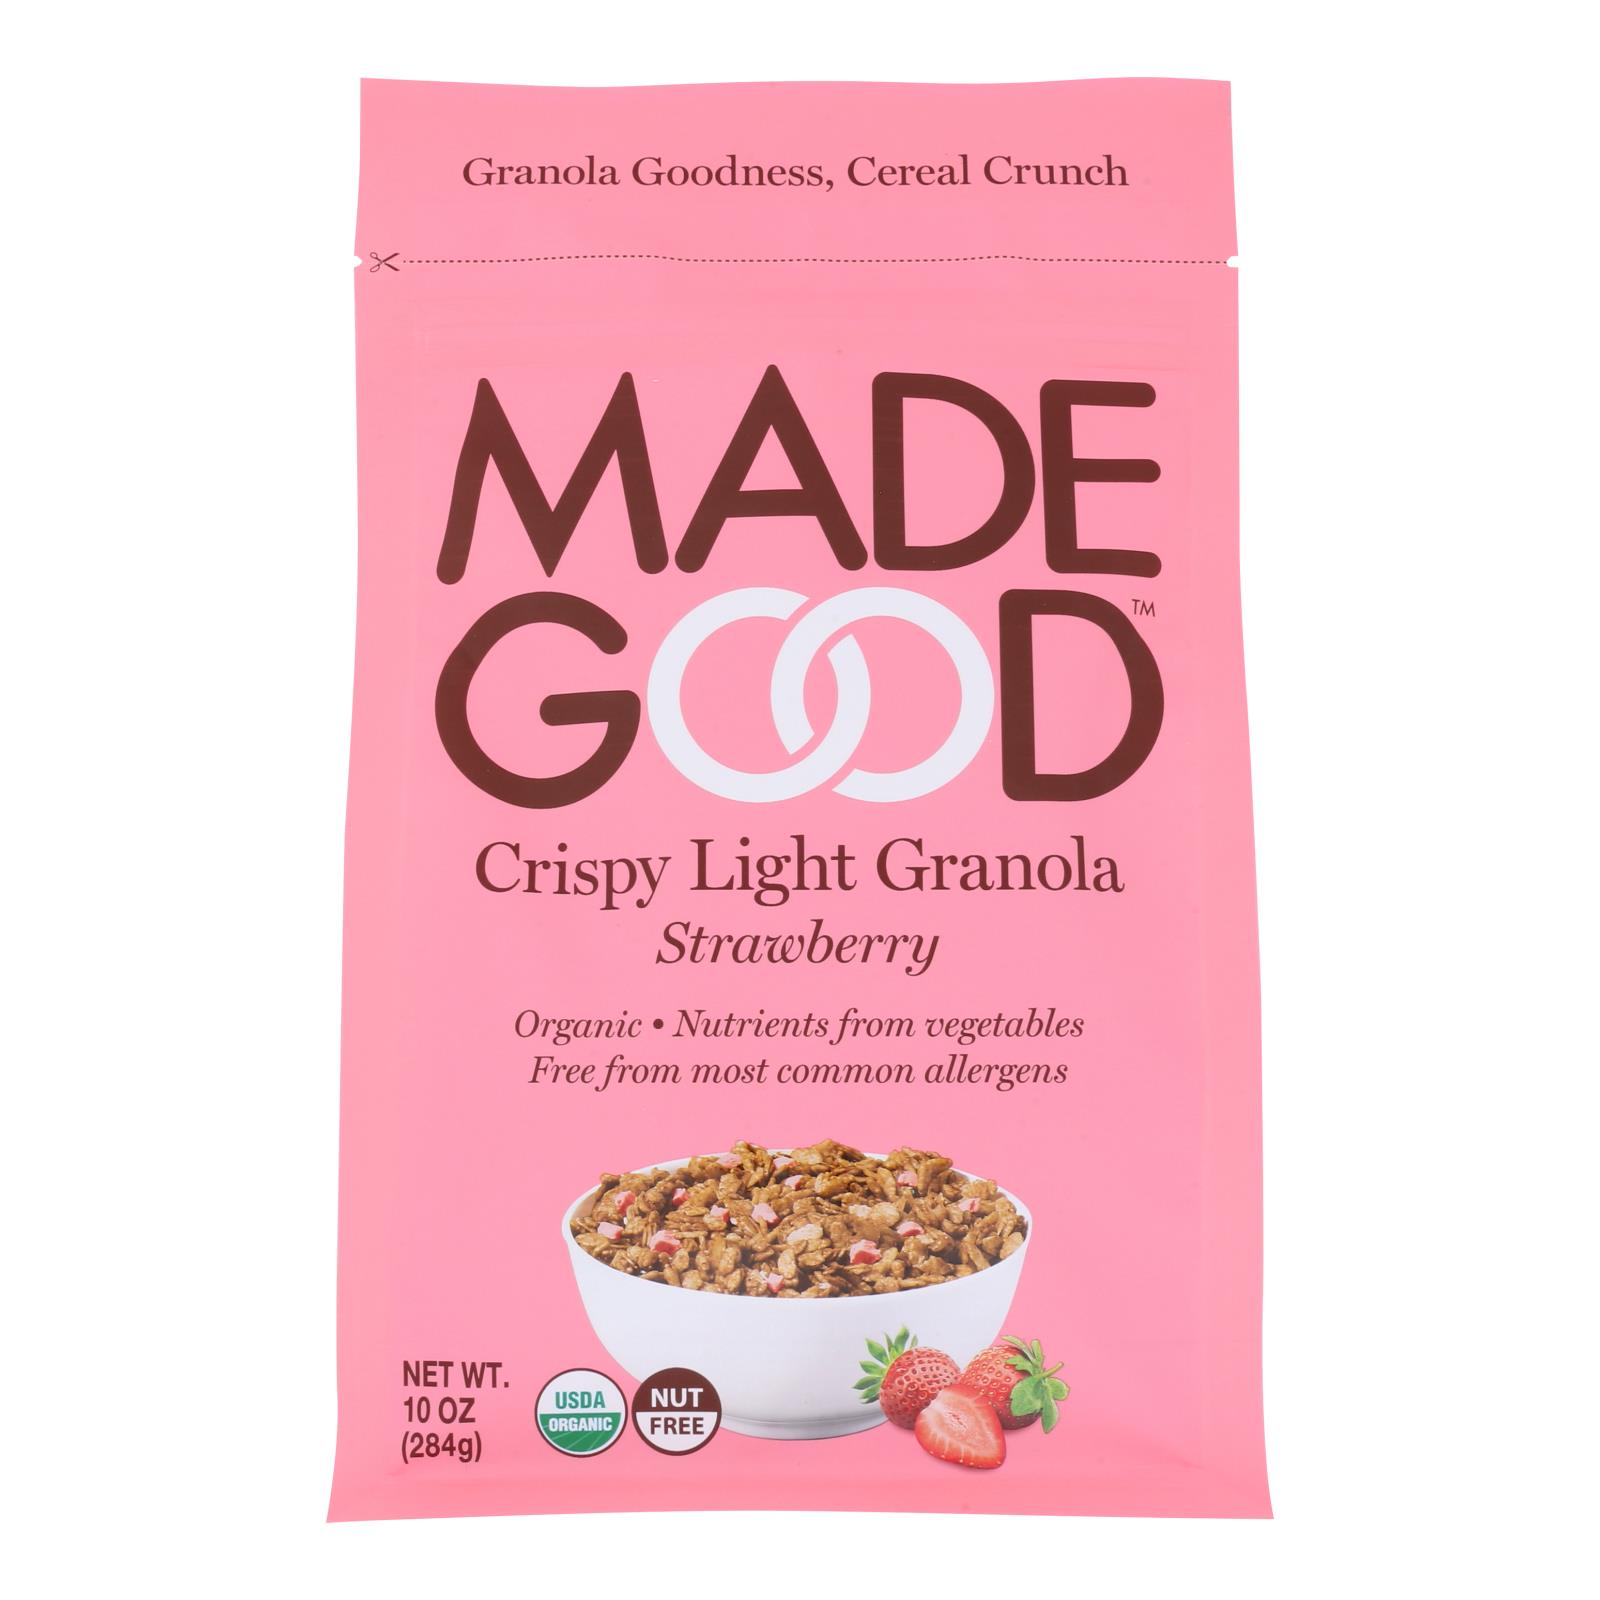 Granola Goodness, Cereal Crunch
MADE
GOOD™
Crispy Light Granola
Strawberry
Organic • Nutrients from vegetables
Free from most common allergens
NET WT.
10 OZ
(284g)
USDA
ORGANIC
NUT
FREE